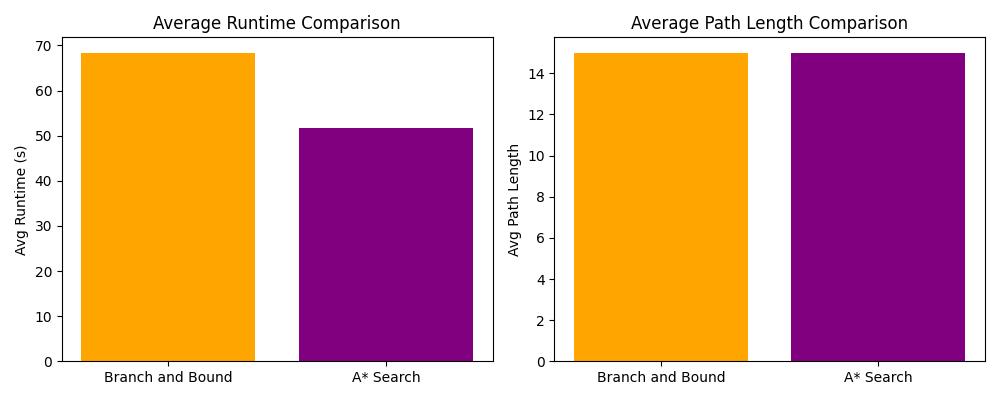 Average Runtime Comparison
Avg Runtime (s)
70
60
50
40
30
20
10
0
Branch and Bound
A* Search
Average Path Length Comparison
Avg Path Length
14
12
10
8
6
4
2
0
Branch and Bound
A* Search